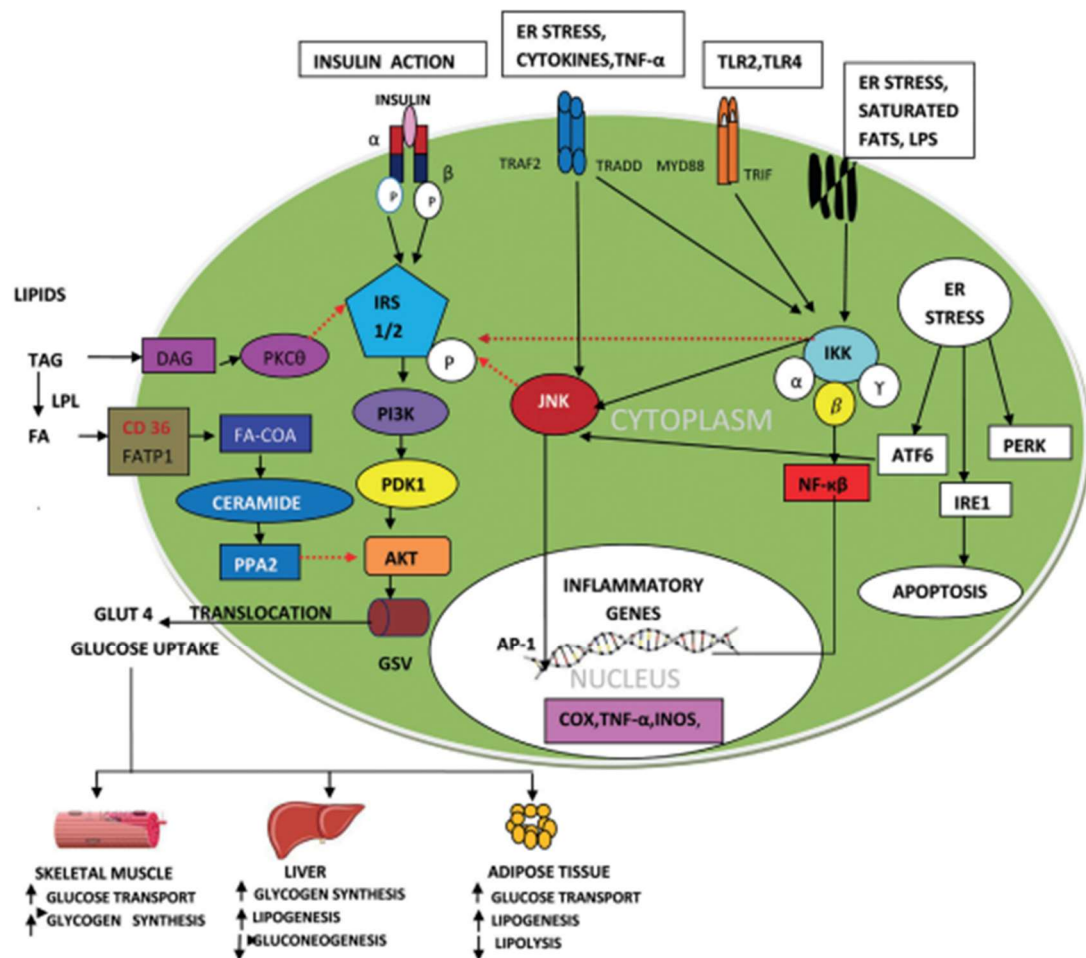 INSULIN ACTION
ER STRESS,
CYTOKINES,TNF-α
TLR2,TLR4
ER STRESS,
SATURATED
FATS, LPS
INSULIN
α
β
P
P
TRAF2
TRADD
MYD88
TRIF
LIPIDS
TAG
LPL
FA
DAG
PKCθ
IRS
1/2
P
CD 36
FATP1
FA-COA
CERAMIDE
PPA2
PI3K
PDK1
AKT
GSV
TRANSLOCATION
GLUT 4
GLUCOSE UPTAKE
JNK
CYTOPLASM
IKK
α
β
ϒ
NF-κβ
ER
STRESS
ATF6
PERK
IRE1
APOPTOSIS
INFLAMMATORY
GENES
AP-1
NUCLEUS
COX,TNF-α,INOS,
SKELETAL MUSCLE
GLUCOSE TRANSPORT
GLYCOGEN SYNTHESIS
LIVER
GLYCOGEN SYNTHESIS
LIPOGENESIS
GLUCONEOGENESIS
ADIPOSE TISSUE
GLUCOSE TRANSPORT
LIPOGENESIS
LIPOLYSIS